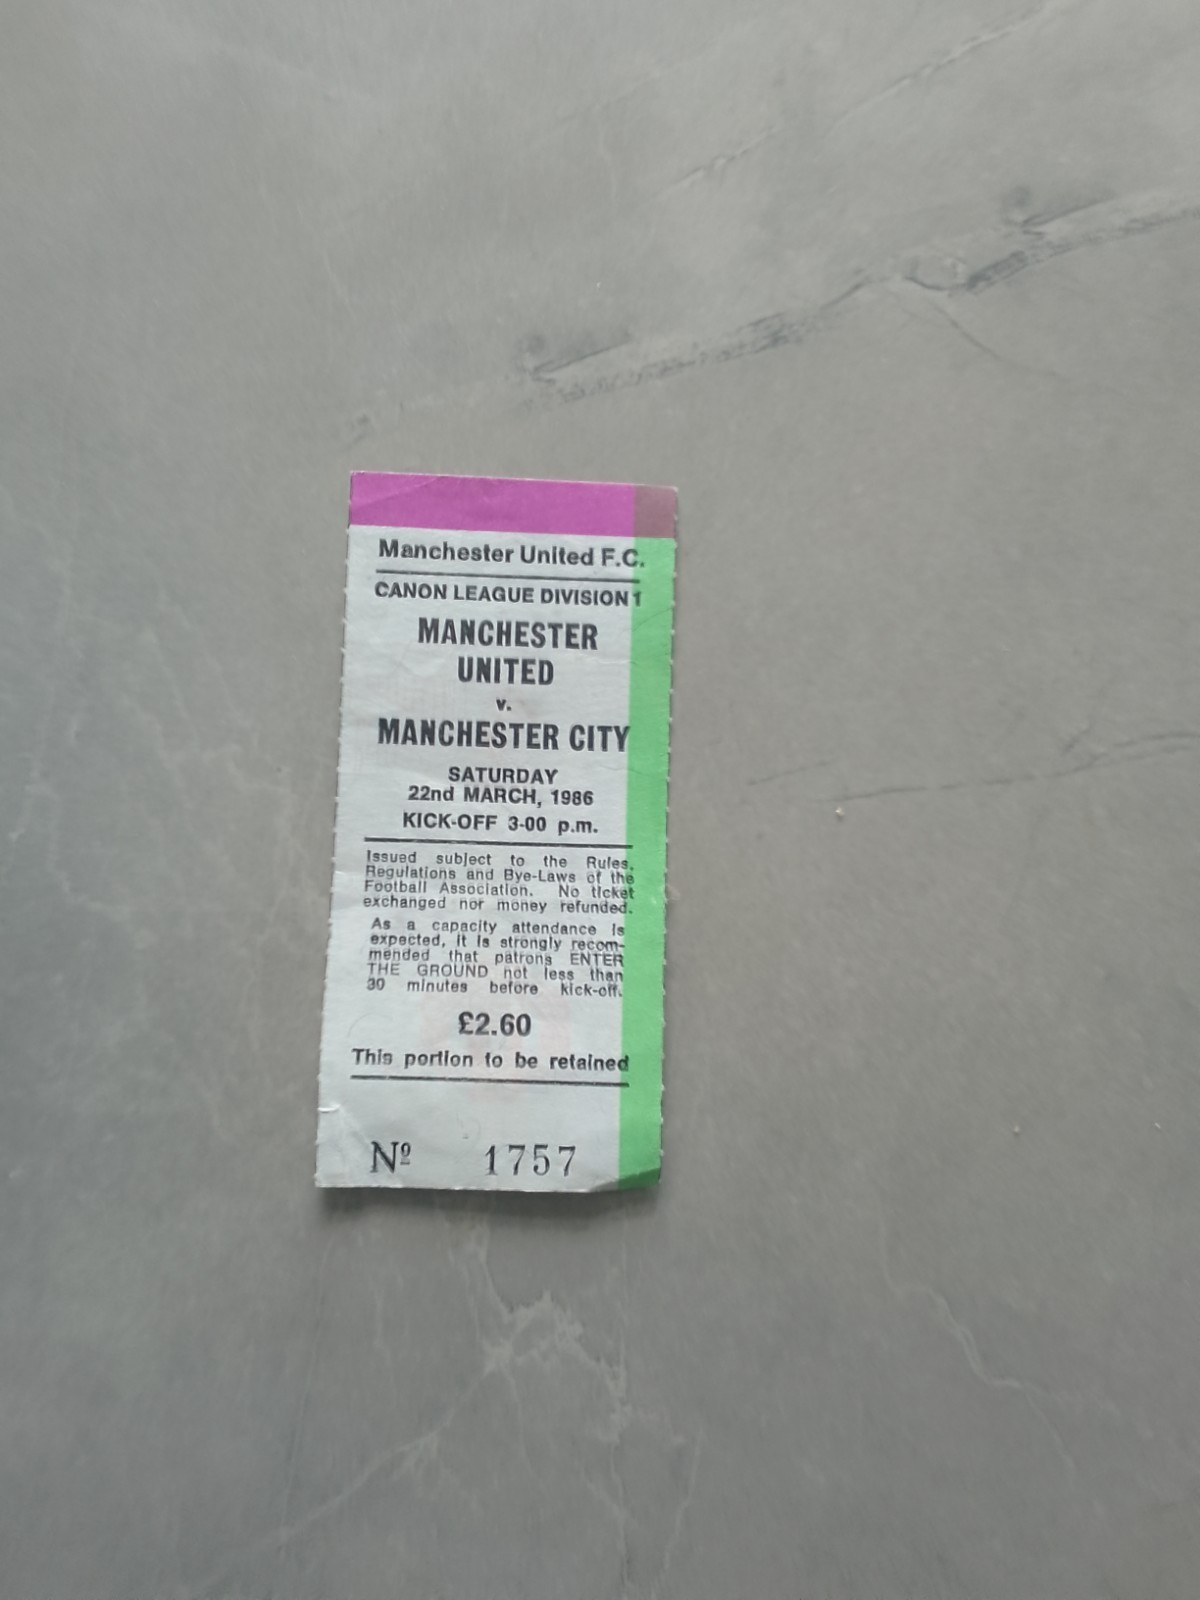 Manchester United F.C.
CANON LEAGUE DIVISION 1
MANCHESTER
UNITED
v.
MANCHESTER CITY
SATURDAY
22nd MARCH, 1986
KICK-OFF 3-00 p.m.
Issued subject to the Rules,
Regulations and Bye-Laws of the
Football Association. No ticket
exchanged nor money refunded.
As a capacity attendance is
expected, it is strongly recom-
mended that patrons ENTER
THE GROUND not less than
30 minutes before kick-off.
£2.60
This portion to be retained
Nº 1757